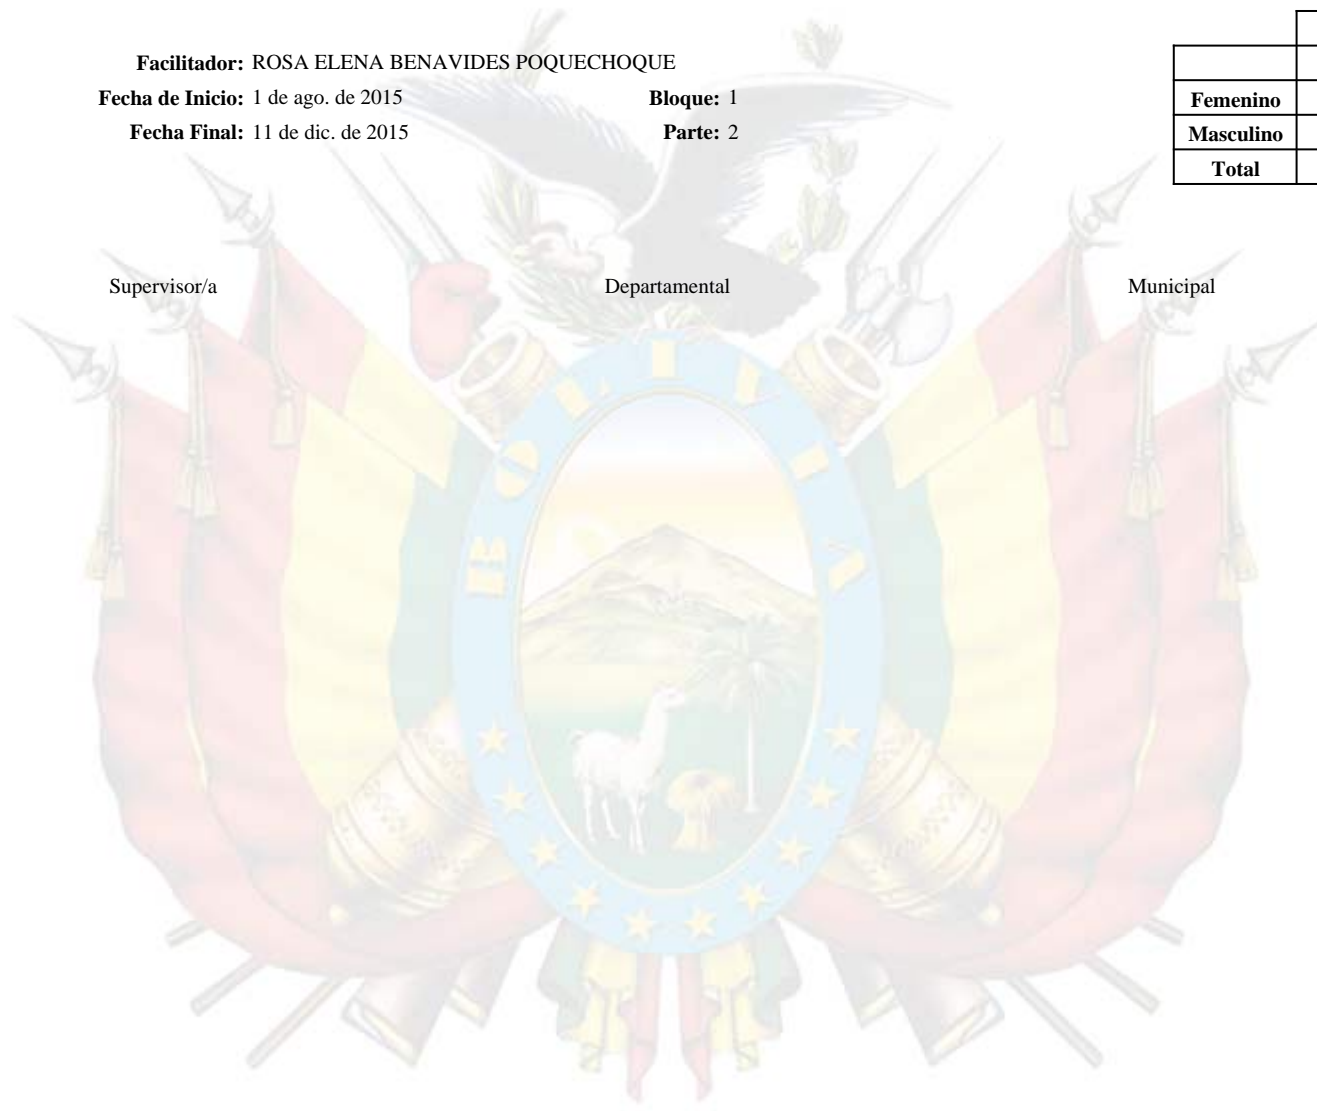 Facilitador: ROSA ELENA BENAVIDES POQUECHOQUE
Fecha de Inicio: 1 de ago. de 2015 Bloque: 1
Fecha Final: 11 de dic. de 2015 Parte: 2
Femenino
Masculino
Total
Supervisor/a Departamental Municipal
BOLIVIA